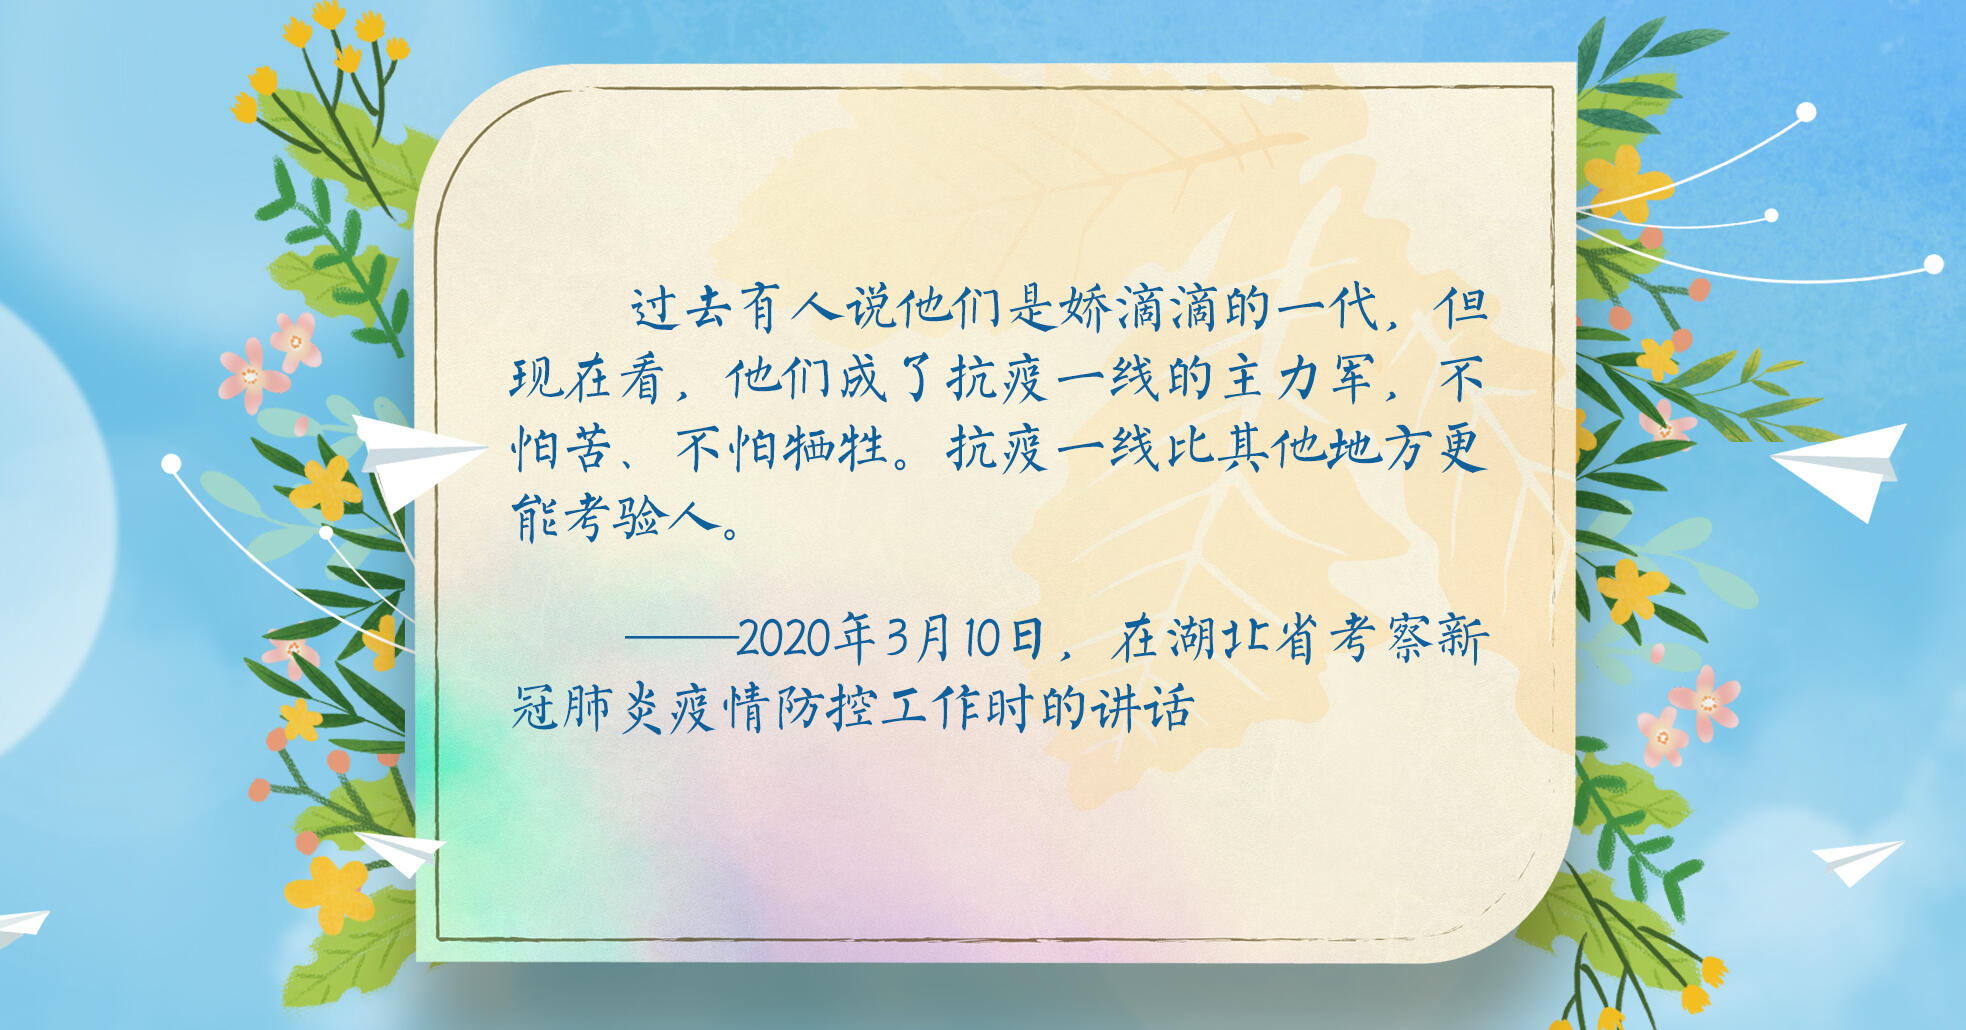 过去有人说他们是娇滴滴的一代，但
现在看，他们成了抗疫一线的主力军，不
怕苦、不怕牺牲。抗疫一线比其他地方更
能考验人。
——2020年3月10日，在湖北省考察新
冠肺炎疫情防控工作时的讲话